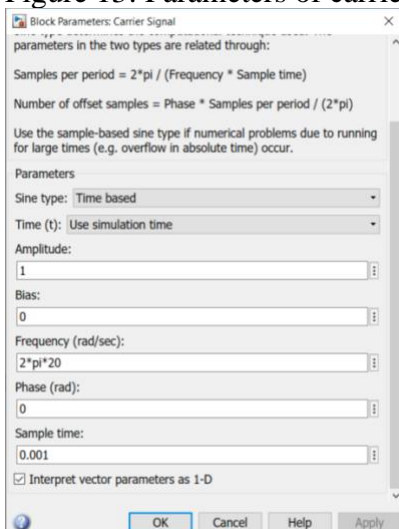 Figure 13: Parameters of carrie
Block Parameters: Carrier Signal
parameters in the two types are related through:
Samples per period = 2*pi / (Frequency * Sample time)
Number of offset samples = Phase * Samples per period / (2*pi)
Use the sample-based sine type if numerical problems due to running
for large times (e.g. overflow in absolute time) occur.
Parameters
Sine type: Time based
Time (t): Use simulation time
Amplitude:
1
Bias:
0
Frequency (rad/sec):
2*pi*20
Phase (rad):
0
Sample time:
0.001
Interpret vector parameters as 1-D
OK Cancel Help Apply